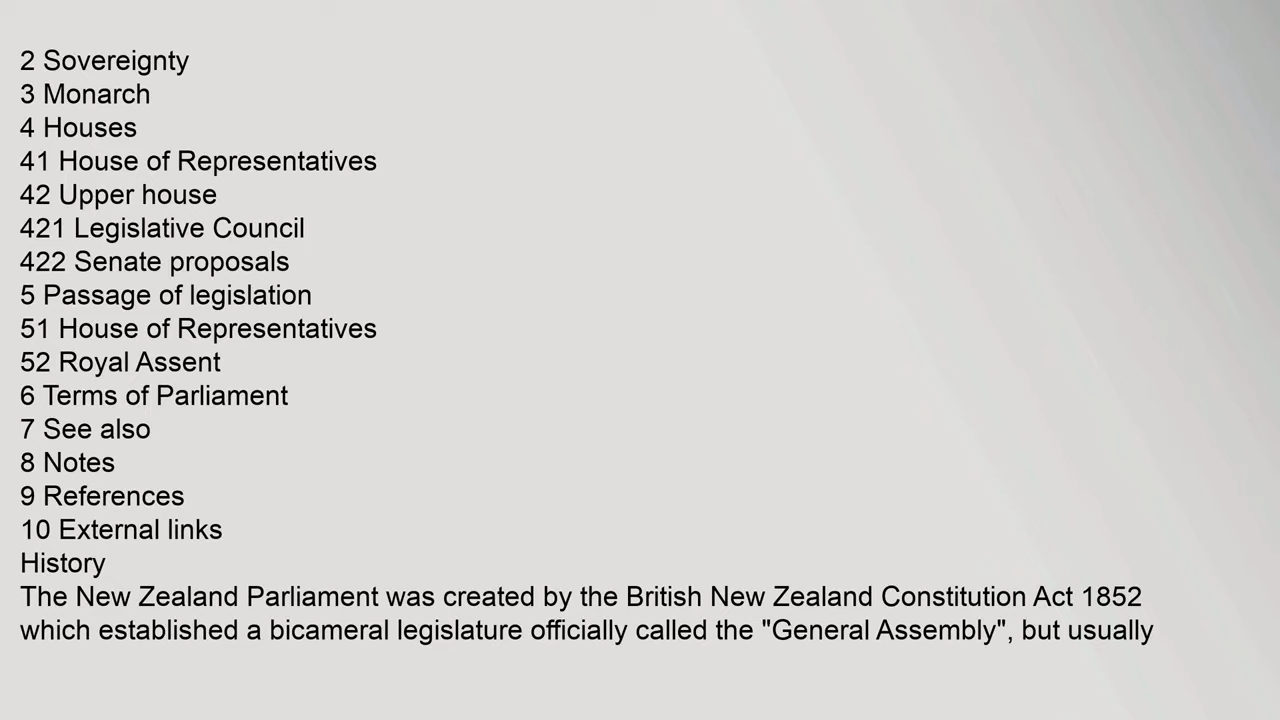 2 Sovereignty
3 Monarch
4 Houses
41 House of Representatives
42 Upper house
421 Legislative Council
422 Senate proposals
5 Passage of legislation
51 House of Representatives
52 Royal Assent
6 Terms of Parliament
7 See also
8 Notes
9 References
10 External links
History
The New Zealand Parliament was created by the British New Zealand Constitution Act 1852
which established a bicameral legislature officially called the "General Assembly", but usually